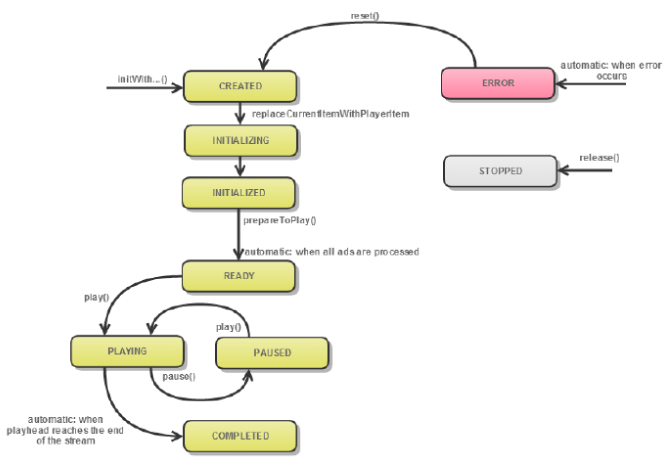 reset()
initWith...()
CREATED
ERROR
automatic: when error
occurs
replaceCurrentItemWithPlayerItem
INITIALIZING
release()
STOPPED
INITIALIZED
prepareToPlay()
automatic: when all ads are processed
READY
play()
play()
PLAYING
PAUSED
pause()
automatic: when
playhead reaches the end
of the stream
COMPLETED